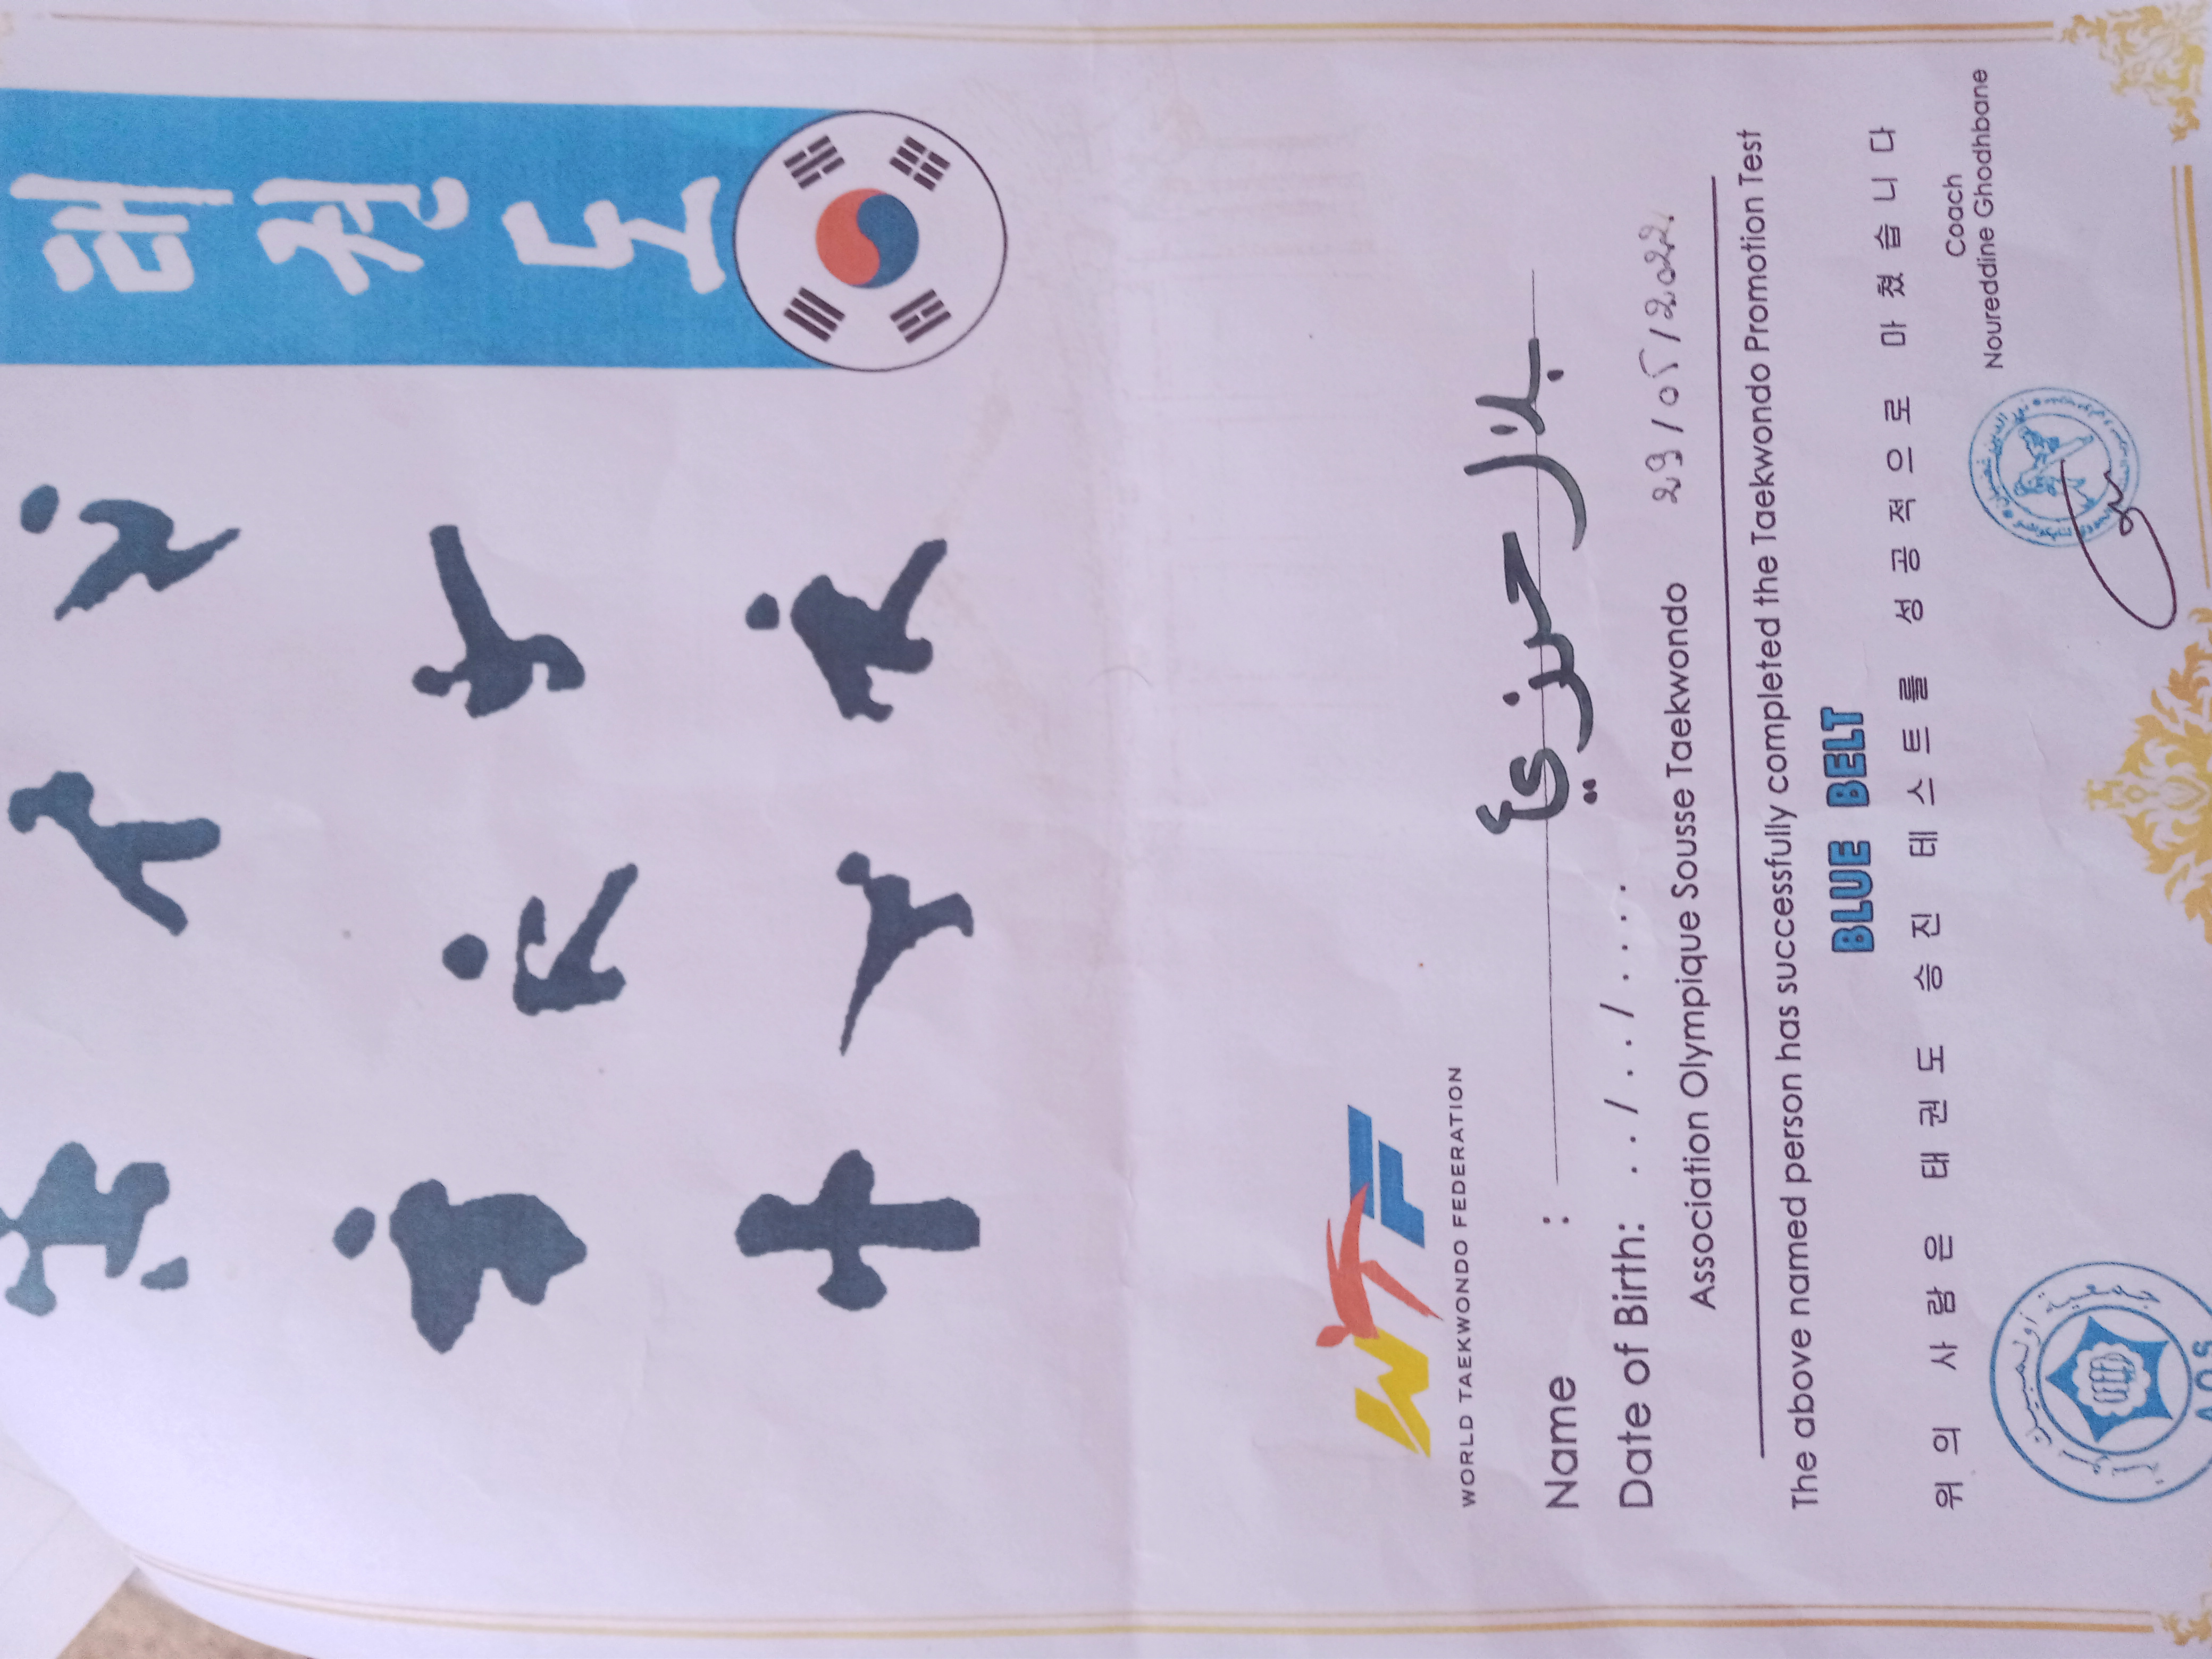 태권도
WTF
WORLD TAEKWONDO FEDERATION
Name : بلال حرزي
Date of Birth: . . / . . . / . . . .
Association Olympique Sousse Taekwondo 29/05/2022.
The above named person has successfully completed the Taekwondo Promotion Test
BLUE BELT
위의 사람은 태권도 승진 테스트를 성공적으로 마쳤습니다
Coach
Noureddine Ghodhbane
A.O.S